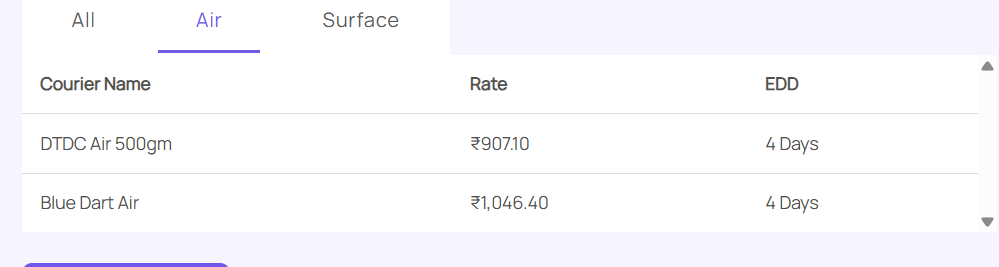 All Air Surface
Courier Name Rate EDD
DTDC Air 500gm ₹907.10 4 Days
Blue Dart Air ₹1,046.40 4 Days